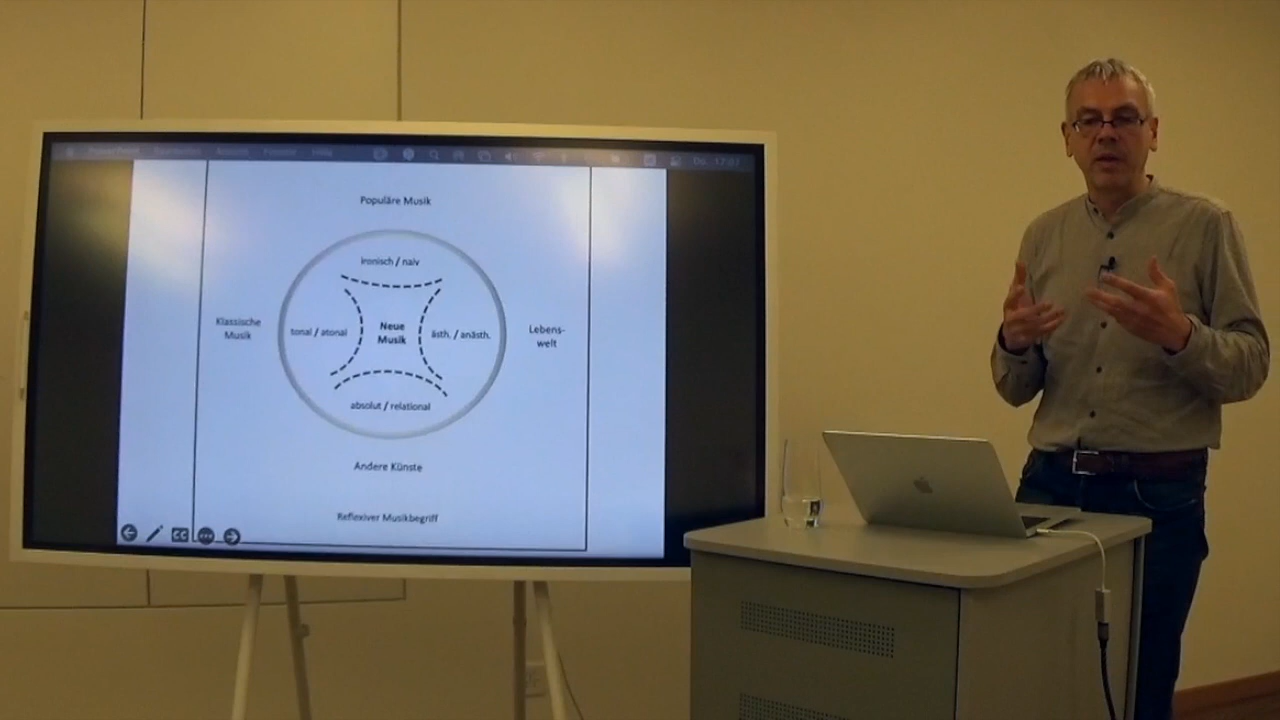 Populäre Musik
ironisch / naiv
Klassische
Musik
tonal / atonal
Neue
Musik
ästh. / anästh.
Lebens-
welt
absolut / relational
Andere Künste
Reflexiver Musikbegriff
CC